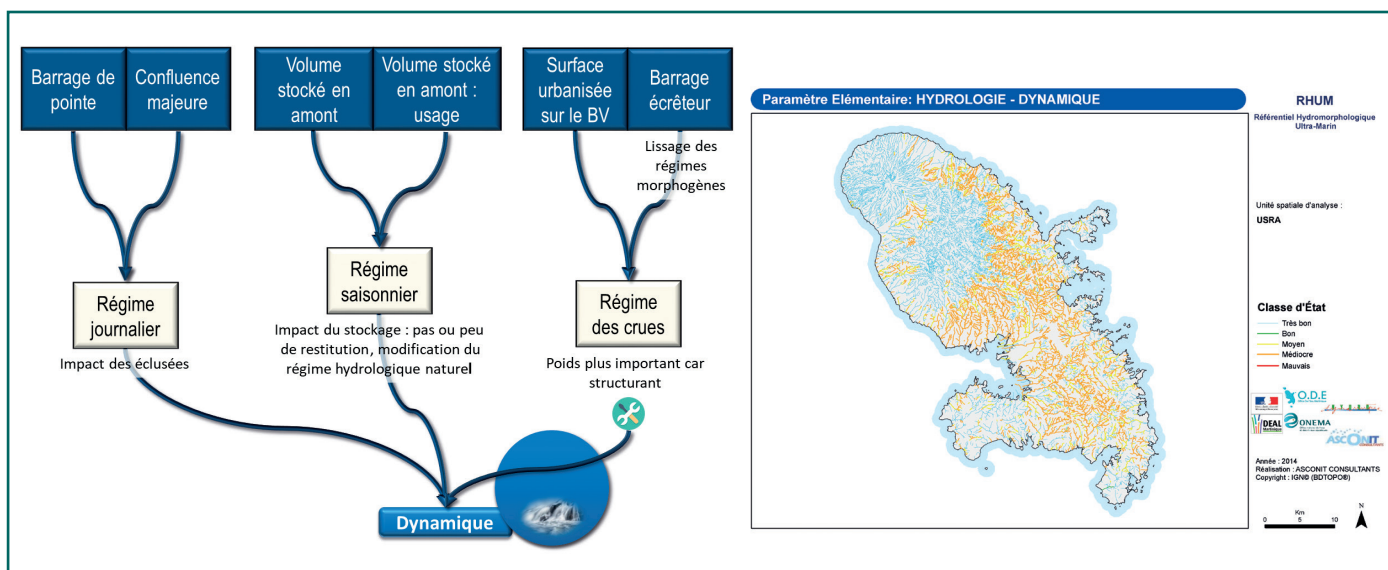 Barrage de
pointe
Confluence
majeure
Volume
stocké en
amont
Volume stocké
en amont :
usage
Surface
urbanisée
sur le BV
Barrage
écrêteur
Lissage des
régimes
morphogènes
Régime
journalier
Impact des éclusées
Régime
saisonnier
Impact du stockage : pas ou peu
de restitution, modification du
régime hydrologique naturel
Régime
des crues
Poids plus important car
structurant
Dynamique
Paramètre Elémentaire: HYDROLOGIE - DYNAMIQUE
RHUM
Référentiel Hydromorphologique
Ultra-Marin
Unité spatiale d'analyse :
USRA
Classe d'État
Très bon
Bon
Moyen
Médiocre
Mauvais
O.D.E
DEAL
Martinique
ONEMA
ASCONIT
Année : 2014
Réalisation : ASCONIT CONSULTANTS
Copyright : IGN© (BDTOPO®)
Km
0 5 10
N